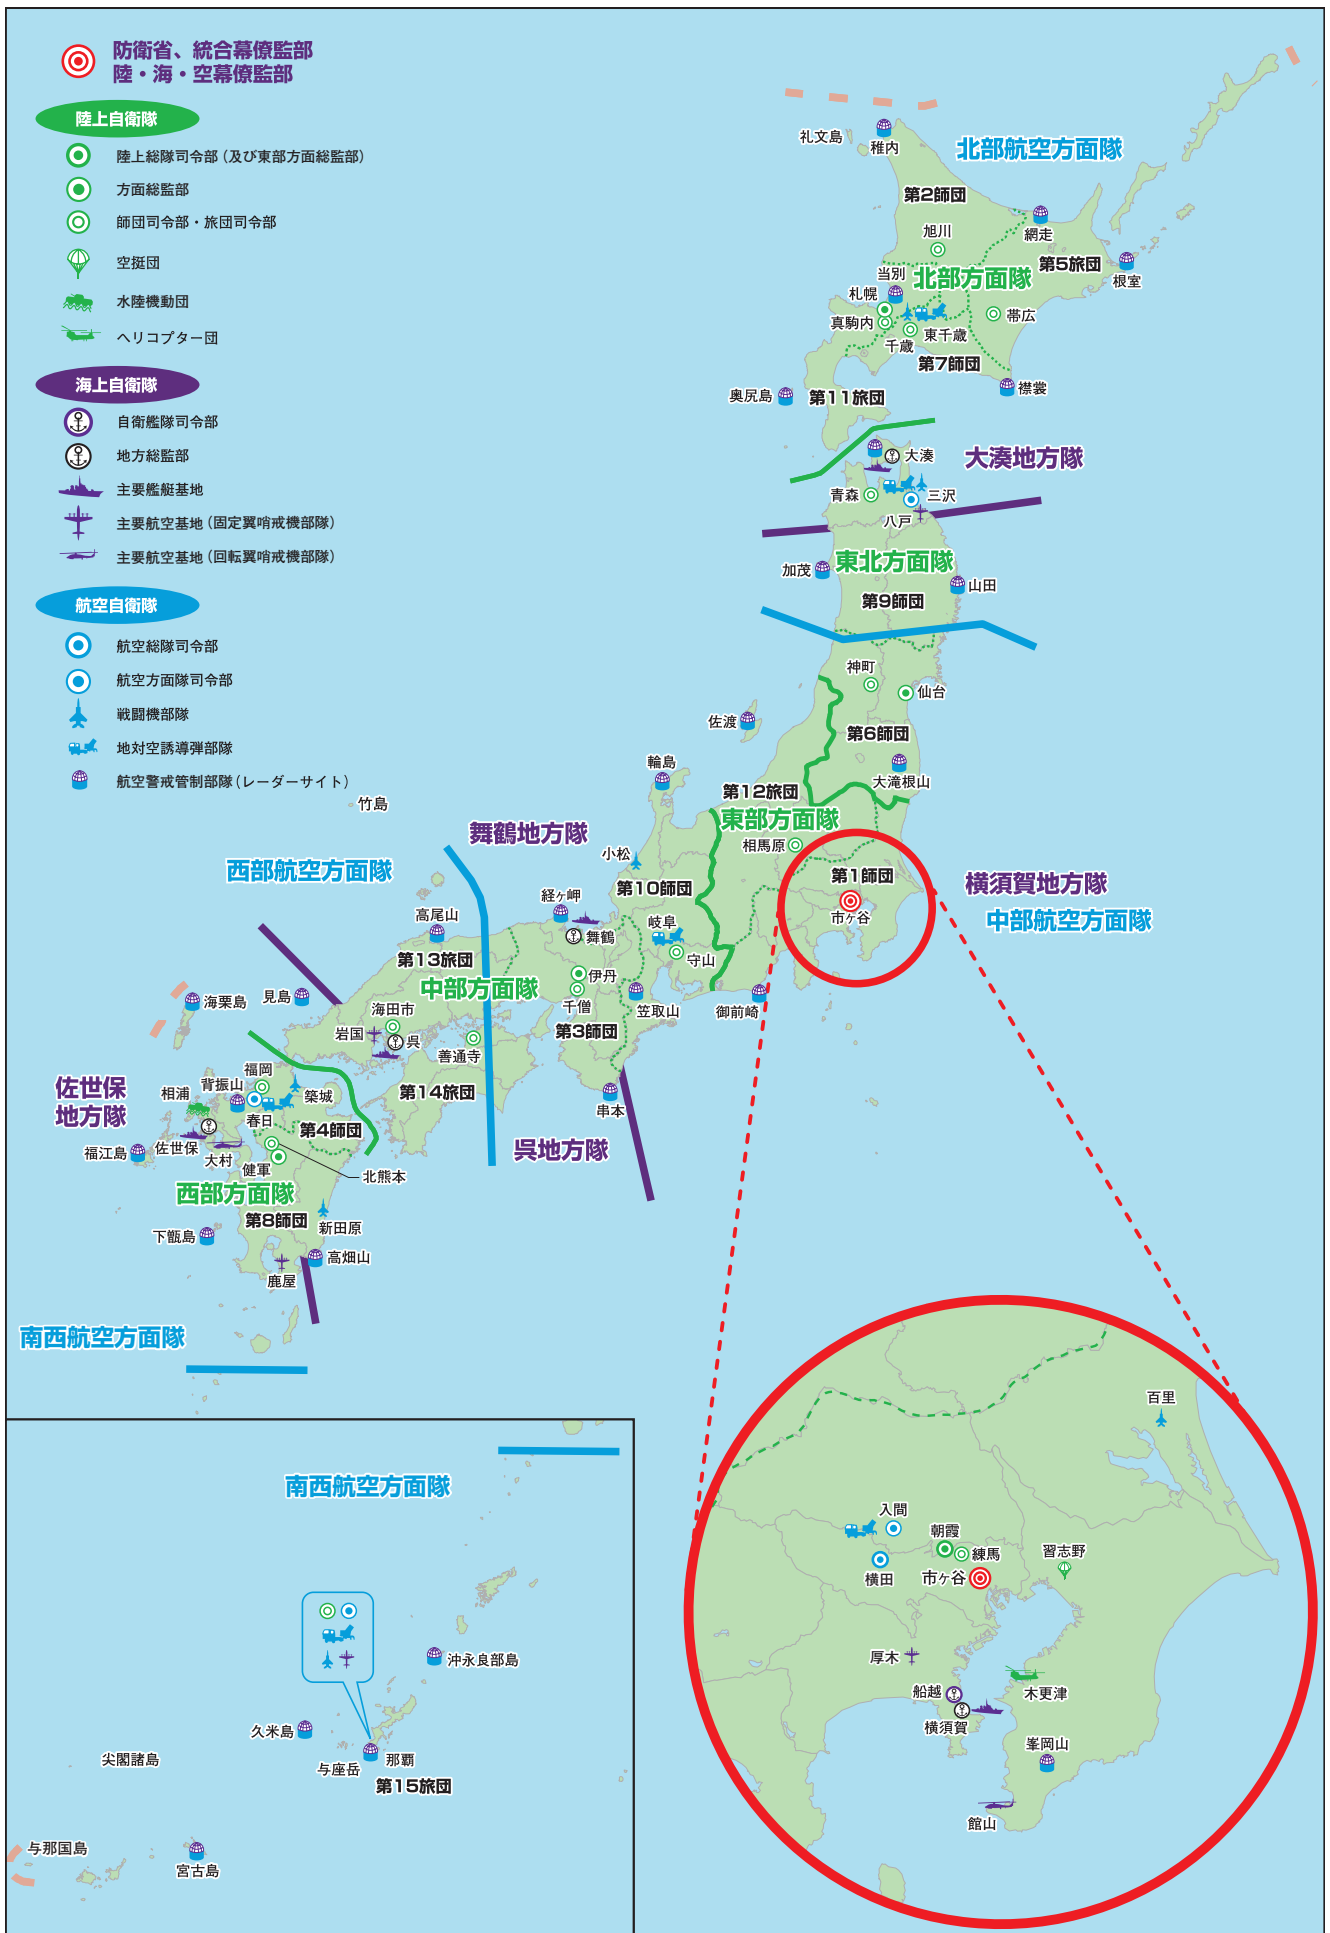 防衛省、統合幕僚監部
陸・海・空幕僚監部
陸上自衛隊
陸上総隊司令部（及び東部方面総監部）
方面総監部
師団司令部・旅団司令部
空挺団
水陸機動団
ヘリコプター団
海上自衛隊
自衛艦隊司令部
地方総監部
主要艦艇基地
主要航空基地（固定翼哨戒機部隊）
主要航空基地（回転翼哨戒機部隊）
航空自衛隊
航空総隊司令部
航空方面隊司令部
戦闘機部隊
地対空誘導弾部隊
航空警戒管制部隊（レーダーサイト）
礼文島
稚内
北部航空方面隊
第2師団
網走
旭川
第5旅団
根室
当別
北部方面隊
札幌
真駒内
千歳
東千歳
帯広
第7師団
襟裳
奥尻島
第11旅団
大湊
大湊地方隊
青森
三沢
八戸
東北方面隊
加茂
山田
第9師団
神町
仙台
佐渡
第6師団
大滝根山
輪島
第12旅団
東部方面隊
竹島
舞鶴地方隊
相馬原
小松
西部航空方面隊
第10師団
第1師団
横須賀地方隊
中部航空方面隊
市ヶ谷
経ヶ岬
高尾山
舞鶴
岐阜
守山
第13旅団
中部方面隊
伊丹
千僧
笠取山
御前崎
海栗島
見島
海田市
岩国
呉
善通寺
第3師団
佐世保
地方隊
福岡
相浦
背振山
春日
築城
第14旅団
串本
第4師団
福江島
佐世保
大村
健軍
北熊本
呉地方隊
西部方面隊
第8師団
新田原
下甑島
高畑山
鹿屋
南西航空方面隊
南西航空方面隊
沖永良部島
久米島
与座岳
那覇
第15旅団
尖閣諸島
与那国島
宮古島
百里
入間
朝霞
練馬
習志野
横田
市ヶ谷
厚木
船越
横須賀
木更津
峯岡山
館山